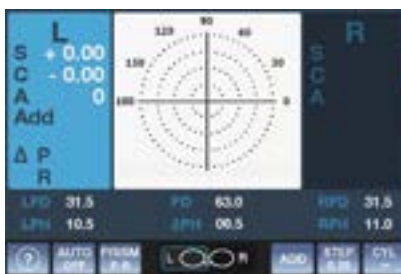 L
S + 0.00
C - 0.00
A 0
Add
Δ P
R
90
120 60
150 30
180 0
R
S
C
A
LPD 31.5 PD 63.0 RPD 31.5
LPH 10.5 ΔPH 00.5 RPH 11.0
? AUTO OFF PRISM P-B L R ADD STEP CYL